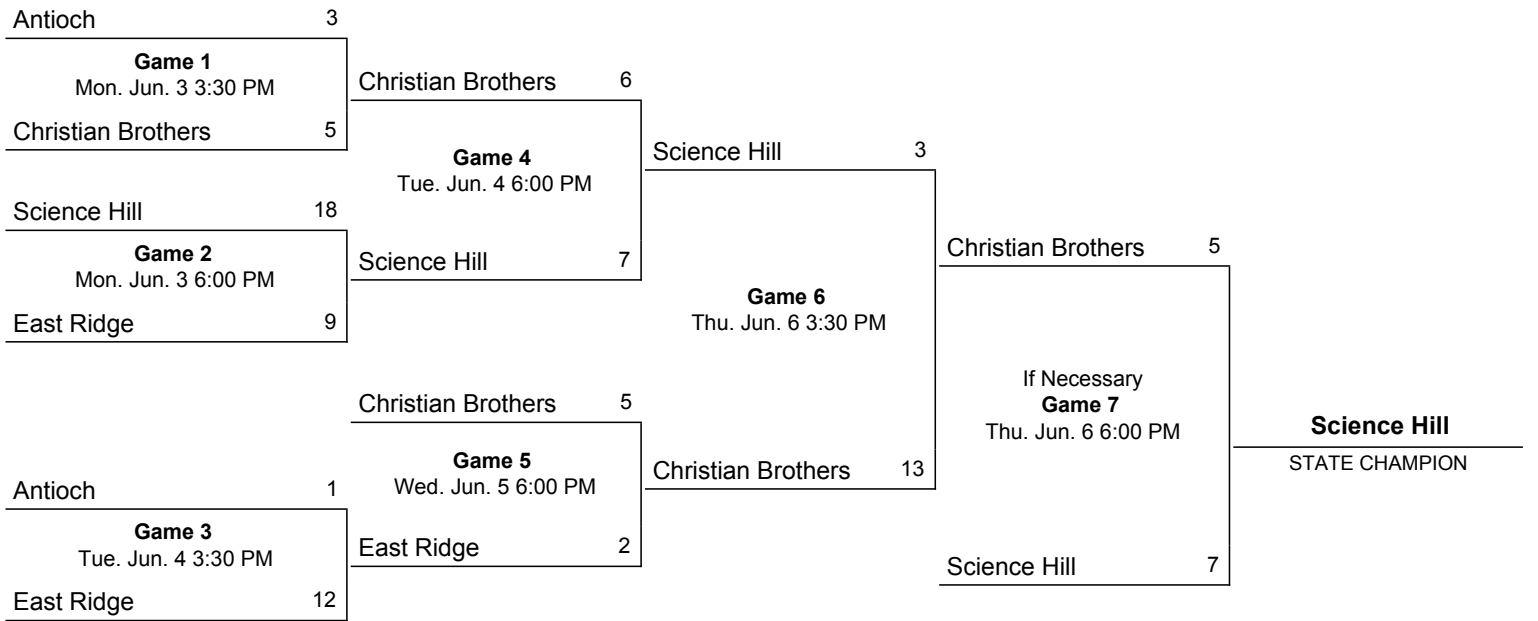 Antioch 3
Game 1
Mon. Jun. 3 3:30 PM
Christian Brothers 5
Science Hill 18
Game 2
Mon. Jun. 3 6:00 PM
East Ridge 9
Antioch 1
Game 3
Tue. Jun. 4 3:30 PM
East Ridge 12
Christian Brothers 6
Game 4
Tue. Jun. 4 6:00 PM
Science Hill 7
Christian Brothers 5
Game 5
Wed. Jun. 5 6:00 PM
East Ridge 2
Science Hill 3
Game 6
Thu. Jun. 6 3:30 PM
Christian Brothers 13
Christian Brothers 5
If Necessary
Game 7
Thu. Jun. 6 6:00 PM
Science Hill 7
Science Hill
STATE CHAMPION